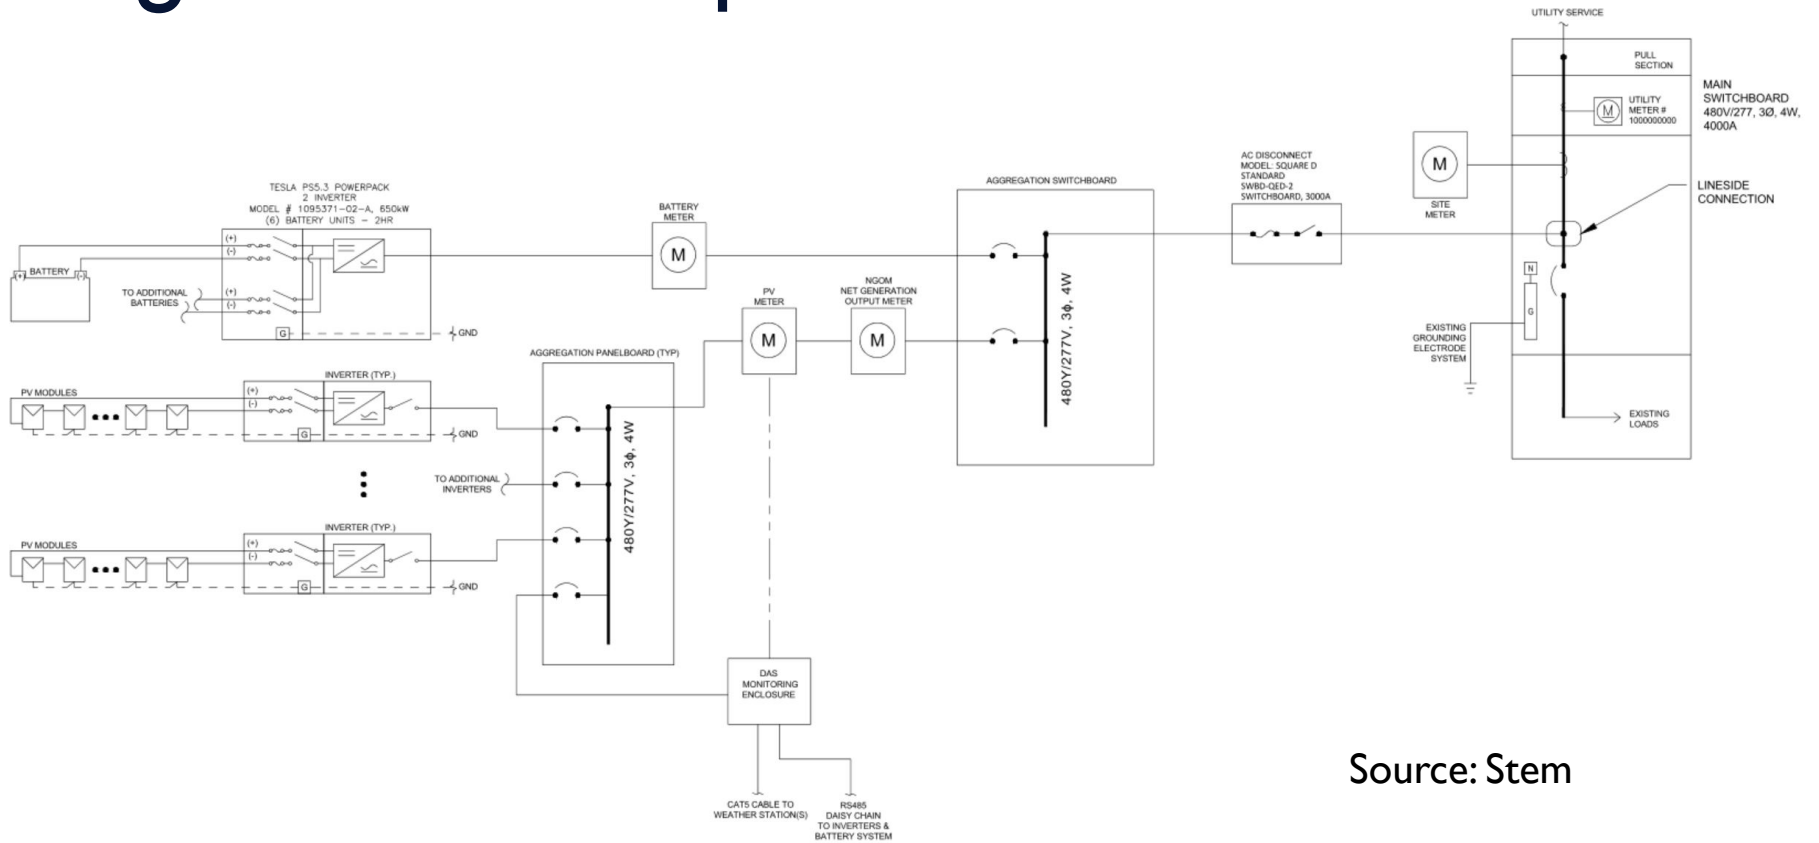 UTILITY SERVICE
PULL
SECTION
MAIN
SWITCHBOARD
480V/277, 3Ø, 4W,
4000A
UTILITY
METER #
1000000000
M
M
SITE
METER
LINESIDE
CONNECTION
AC DISCONNECT
MODEL: SQUARE D
STANDARD
SWBD-QED-2
SWITCHBOARD, 3000A
AGGREGATION SWITCHBOARD
480Y/277V, 3ϕ, 4W
N
G
EXISTING
GROUNDING
ELECTRODE
SYSTEM
EXISTING
LOADS
TESLA PS5.3 POWERPACK
2 INVERTER
MODEL # 1095371-02-A, 650kW
(6) BATTERY UNITS - 2HR
(+)
(-)
(+) BATTERY (-)
TO ADDITIONAL
BATTERIES
(+)
(-)
G
GND
BATTERY
METER
M
PV
METER
M
NGOM
NET GENERATION
OUTPUT METER
M
AGGREGATION PANELBOARD (TYP)
480Y/277V, 3ϕ, 4W
INVERTER (TYP.)
PV MODULES
(+)
(-)
G
GND
TO ADDITIONAL
INVERTERS
INVERTER (TYP.)
PV MODULES
(+)
(-)
G
GND
DAS
MONITORING
ENCLOSURE
CAT5 CABLE TO
WEATHER STATION(S)
RS485
DAISY CHAIN
TO INVERTERS &
BATTERY SYSTEM
Source: Stem